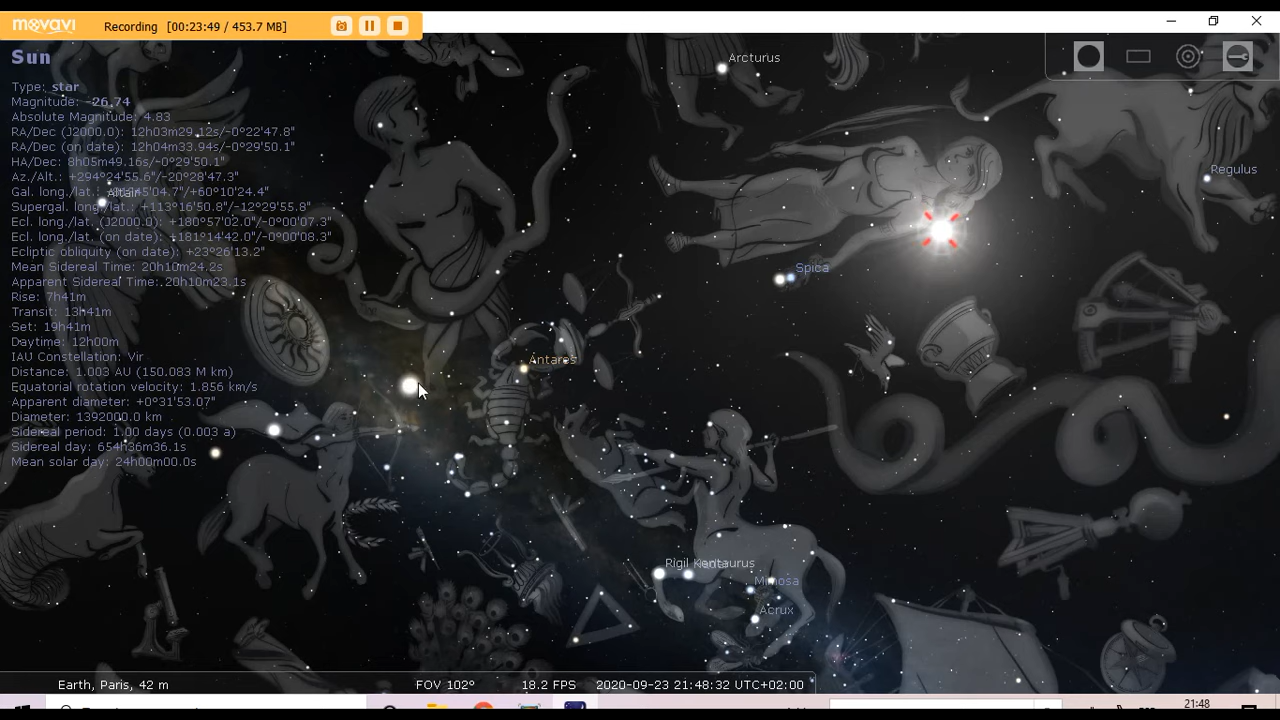 movavi
Recording [00:23:49 / 453.7 MB]
Sun
Type: star
Magnitude: -26.74
Absolute Magnitude: 4.83
RA/Dec (J2000.0): 12h03m29.12s/-0°22'47.8"
RA/Dec (on date): 12h04m33.94s/-0°29'50.1"
HA/Dec: 8h05m49.16s/-0°29'50.1"
Az./Alt.: +294°24'55.6"/-20°28'47.3"
Gal. long./lat.: /+60°10'24.4"
Supergal. long./lat.: +113°16'50.8"/-12°29'55.8"
Ecl. long./lat. (J2000.0): +180°57'02.0"/-0°00'07.3"
Ecl. long./lat. (on date): +181°14'42.0"/-0°00'08.3"
Ecliptic obliquity (on date): +23°26'13.2"
Mean Sidereal Time: 20h10m24.2s
Apparent Sidereal Time: 20h10m23.1s
Rise: 7h41m
Transit: 13h41m
Set: 19h41m
Daytime: 12h00m
IAU Constellation: Vir
Distance: 1.003 AU (150.083 M km)
Equatorial rotation velocity: 1.856 km/s
Apparent diameter: +0°31'53.07"
Diameter: 1392000.0 km
Sidereal period: 1.00 days (0.003 a)
Sidereal day: 654h36m36.1s
Mean solar day: 24h00m00.0s
Arcturus
Regulus
Altair
Spica
Antares
Rigil Kentaurus
Mimosa
Acrux
Earth, Paris, 42 m
FOV 102°
18.2 FPS
2020-09-23 21:48:32 UTC+02:00
21:48